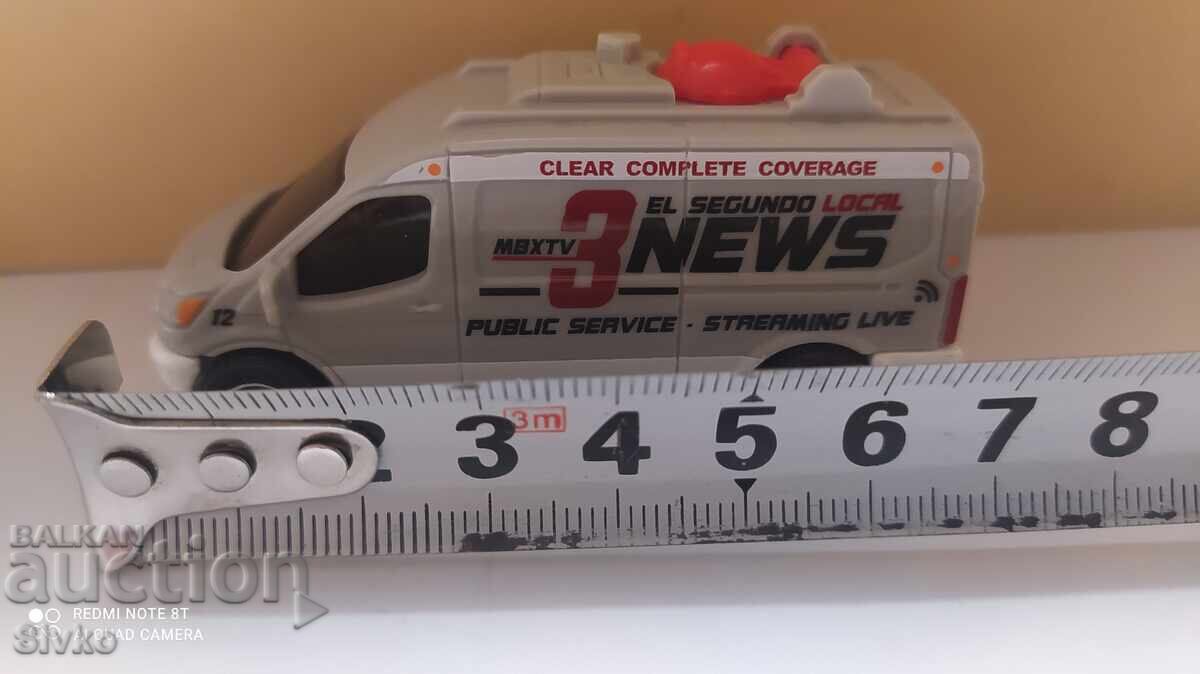 CLEAR COMPLETE COVERAGE
EL SEGUNDO LOCAL
MBXTV 3 NEWS
12
PUBLIC SERVICE - STREAMING LIVE
2 3 3m 4 5 6 7 8
BALKAN
auction
REDMI NOTE 8T
AI QUAD CAMERA
Sivko